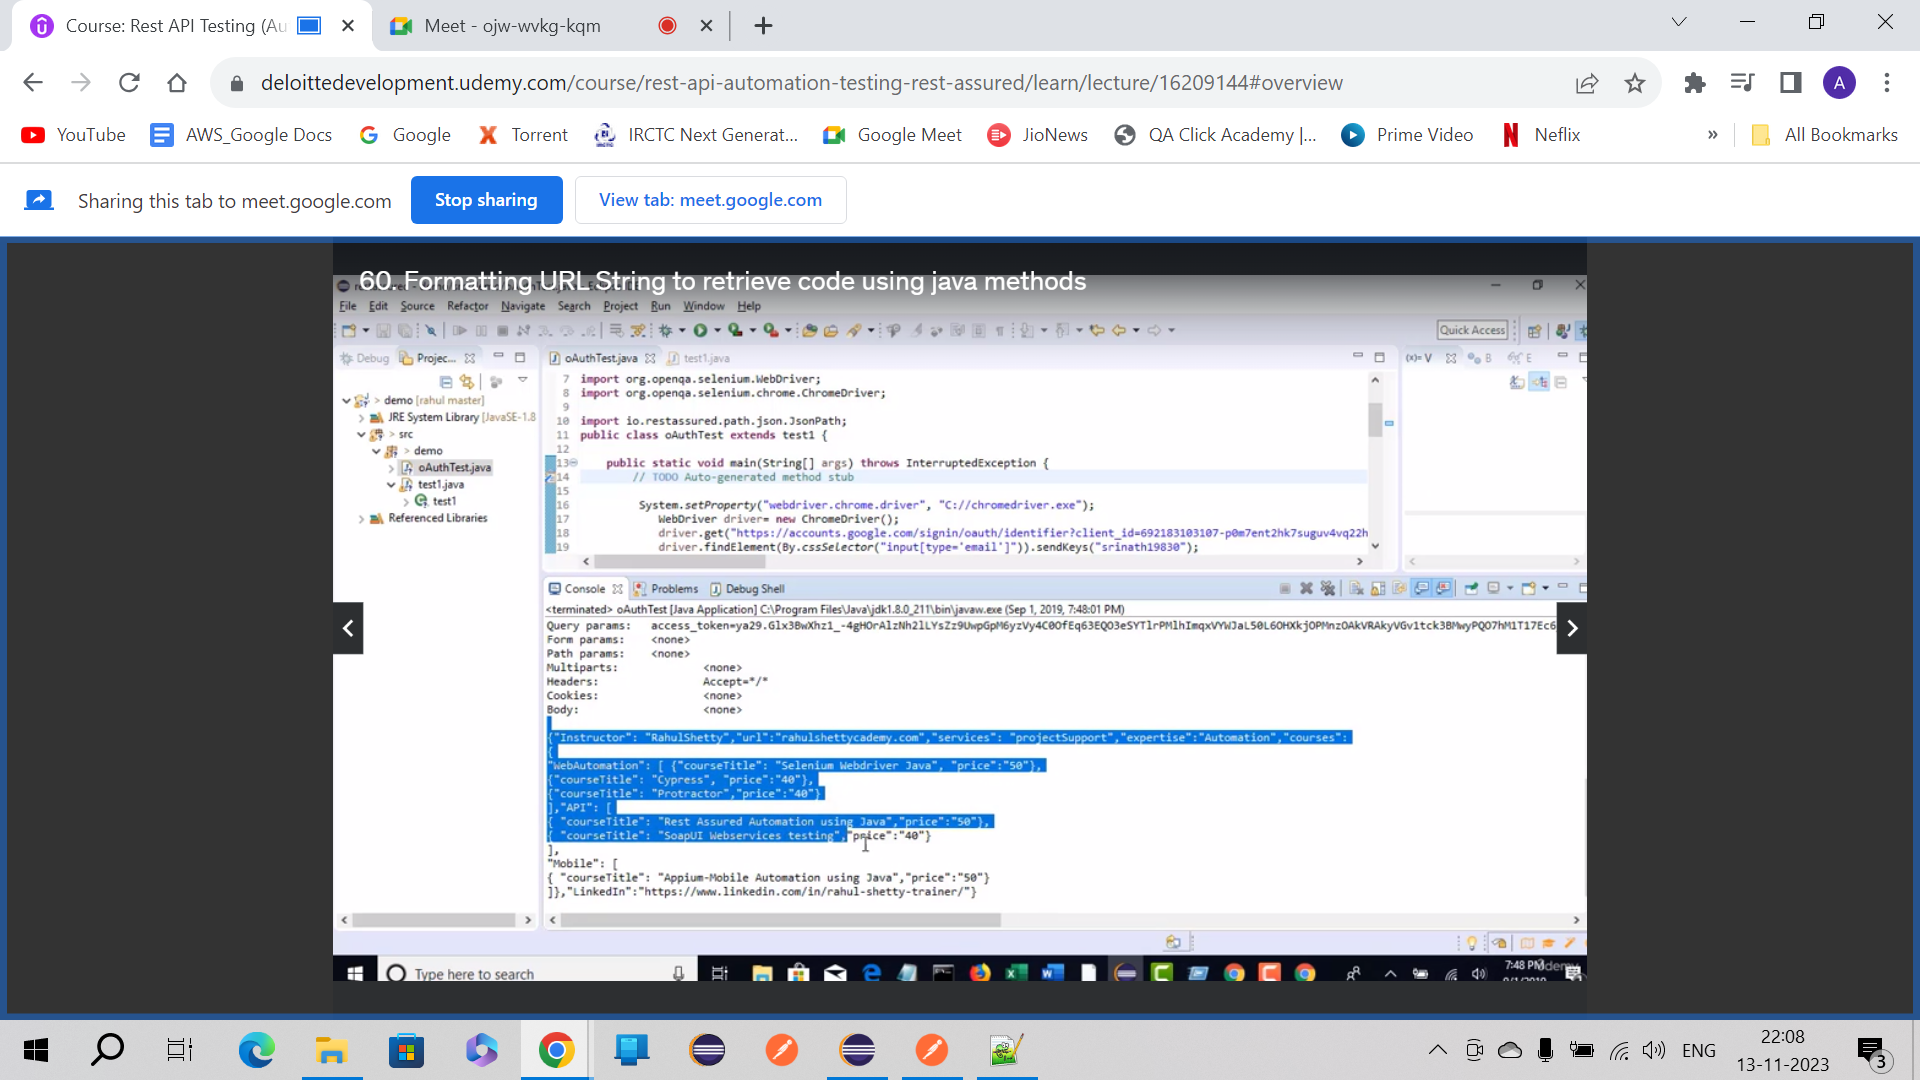 Course: Rest API Testing (Au
Meet - ojw-wvkg-kqm
deloittedevelopment.udemy.com/course/rest-api-automation-testing-rest-assured/learn/lecture/16209144#overview
A
YouTube AWS_Google Docs Google Torrent IRCTC Next Generat... Google Meet JioNews QA Click Academy |... Prime Video Neflix » All Bookmarks
Sharing this tab to meet.google.com Stop sharing View tab: meet.google.com
60. Formatting URL String to retrieve code using java methods
File Edit Source Refactor Navigate Search Project Run Window Help
Quick Access
Debug Projec... oAuthTest.java test1.java (x)= V B E
demo [rahul master]
JRE System Library [JavaSE-1.8
> src
> demo
oAuthTest.java
test1.java
test1
Referenced Libraries
7 import org.openqa.selenium.WebDriver;
8 import org.openqa.selenium.chrome.ChromeDriver;
9
10 import io.restassured.path.json.JsonPath;
11 public class oAuthTest extends test1 {
12
13 public static void main(String[] args) throws InterruptedException {
14 // TODO Auto-generated method stub
15
16 System.setProperty("webdriver.chrome.driver", "C://chromedriver.exe");
17 WebDriver driver= new ChromeDriver();
18 driver.get("https://accounts.google.com/signin/oauth/identifier?client_id=692183103107-p0m7ent2hk7suguv4vq22h
19 driver.findElement(By.cssSelector("input[type='email']")).sendKeys("srinath19830");
Console Problems Debug Shell
<terminated> oAuthTest [Java Application] C:\Program Files\Java\jdk1.8.0_211\bin\javaw.exe (Sep 1, 2019, 7:48:01 PM)
Query params:
Form params: <none>
Path params: <none>
Multiparts: <none>
Headers: Accept=*/*
Cookies: <none>
Body: <none>
{"Instructor": "RahulShetty","url":"rahulshettycademy.com","services": "projectSupport","expertise":"Automation","courses":
{
"WebAutomation": [ {"courseTitle": "Selenium Webdriver Java", "price":"50"},
{"courseTitle": "Cypress", "price":"40"},
{"courseTitle": "Protractor","price":"40"}
],"API": [
{ "courseTitle": "Rest Assured Automation using Java","price":"50"},
{ "courseTitle": "SoapUI Webservices testing","price":"40"}
],
"Mobile": [
{ "courseTitle": "Appium-Mobile Automation using Java","price":"50"}
]},"LinkedIn":"https://www.linkedin.com/in/rahul-shetty-trainer/"}
Type here to search
7:48 PM
ENG
22:08
13-11-2023
3